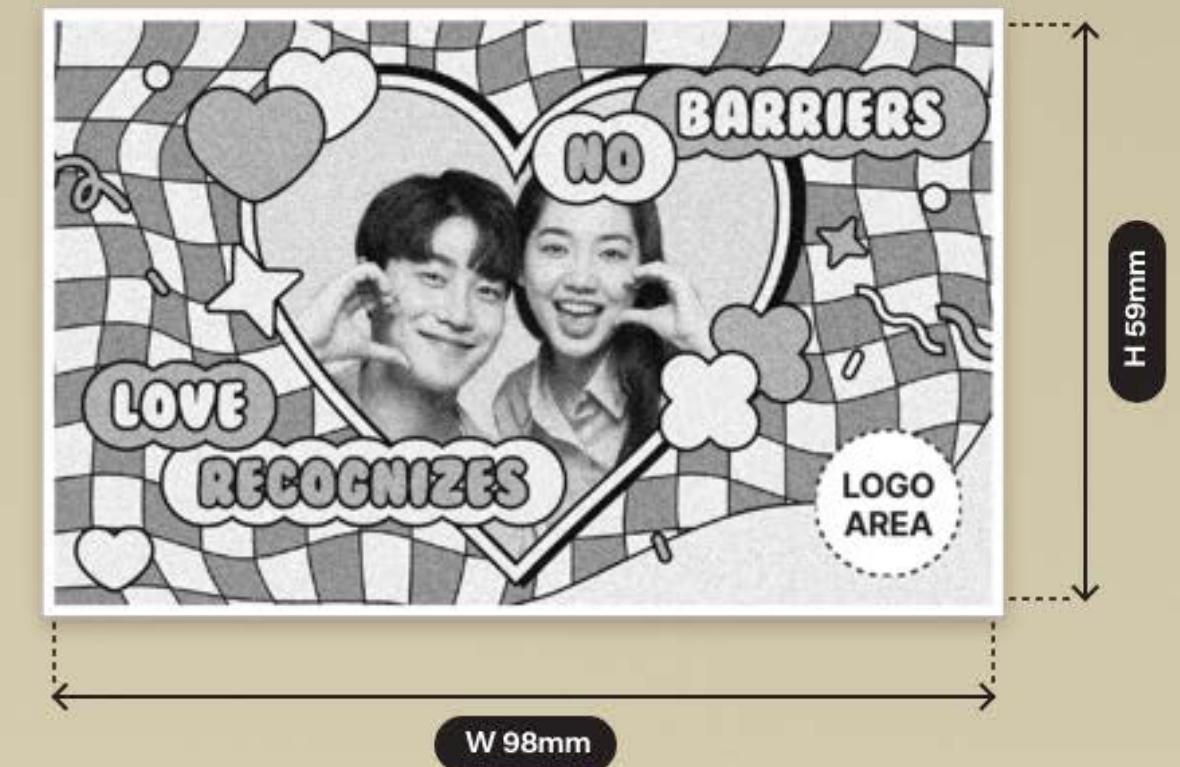 BARRIERS
NO
LOVE
RECOGNIZES
LOGO
AREA
H 59mm
W 98mm